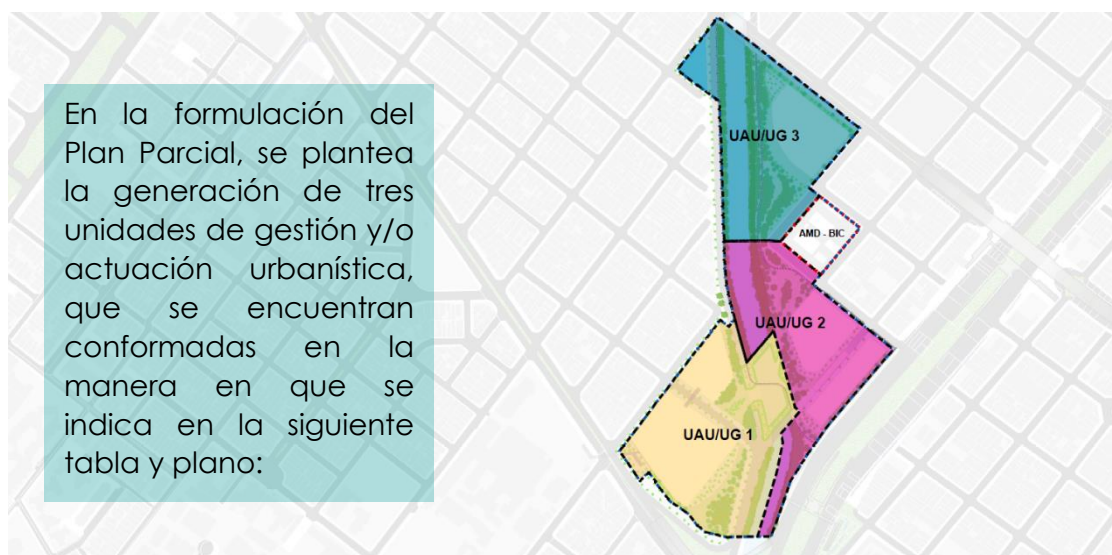 En la formulación del
Plan Parcial, se plantea
la generación de tres
unidades de gestión y/o
actuación urbanística,
que se encuentran
conformadas en la
manera en que se
indica en la siguiente
tabla y plano:
UAU/UG 3
AMD - BIC
UAU/UG 2
UAU/UG 1